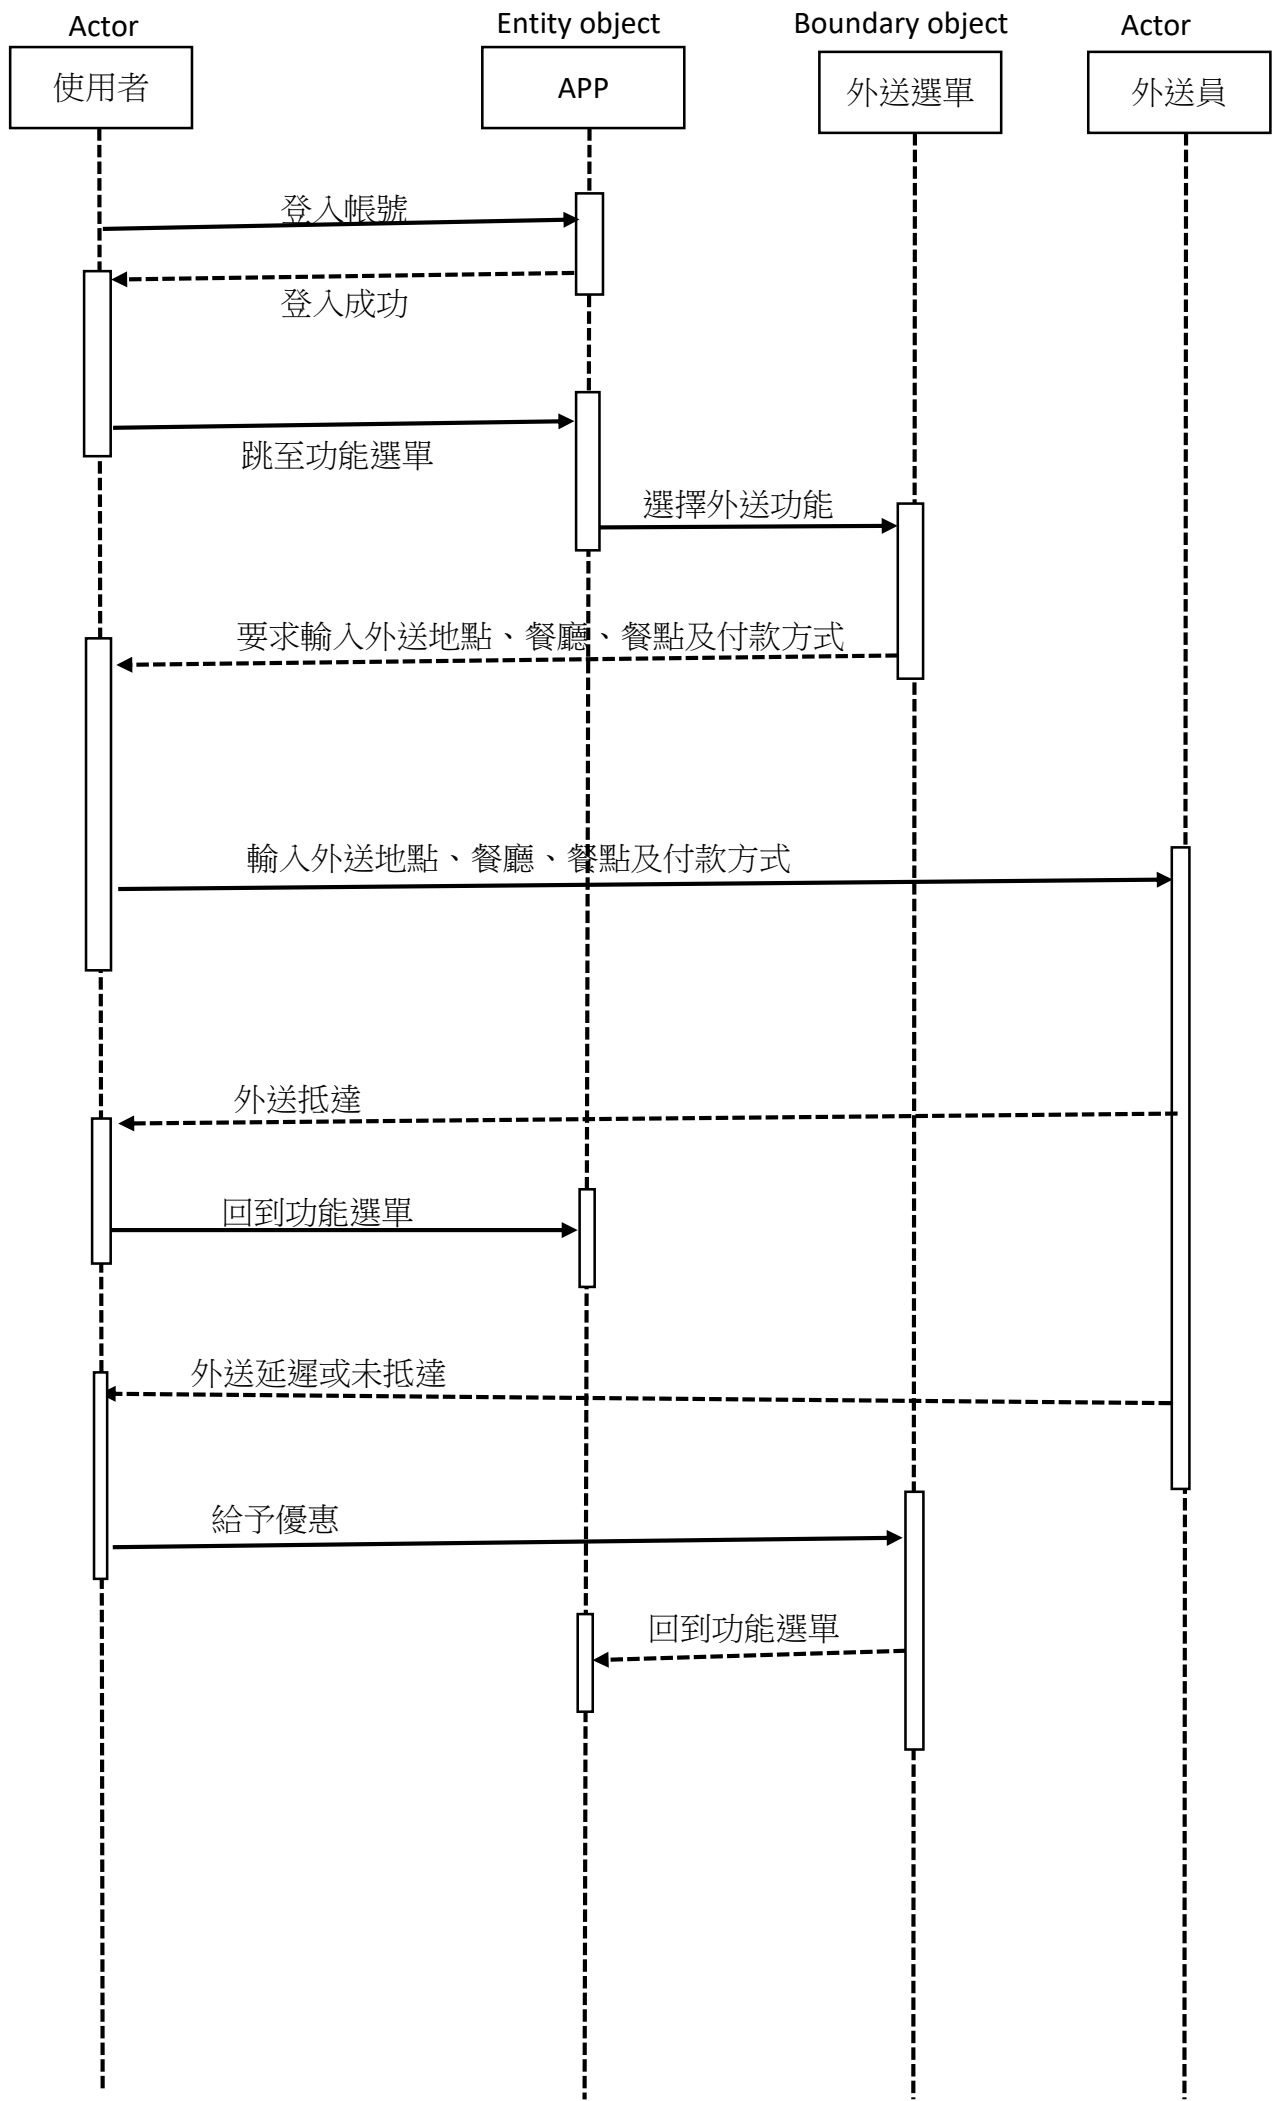 Actor
Entity object
Boundary object
Actor
使用者
APP
外送選單
外送員
登入帳號
登入成功
跳至功能選單
選擇外送功能
要求輸入外送地點、餐廳、餐點及付款方式
輸入外送地點、餐廳、餐點及付款方式
外送抵達
回到功能選單
外送延遲或未抵達
給予優惠
回到功能選單